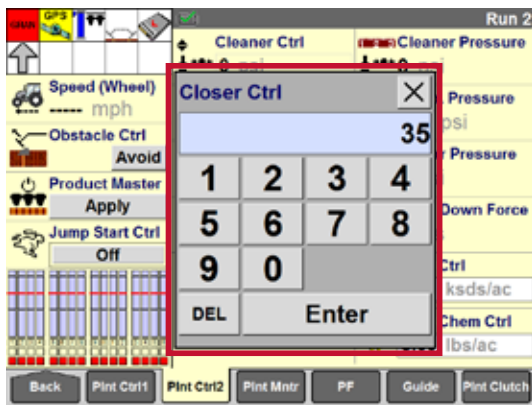 GRAN
GPS
Run 2
Cleaner Ctrl
Cleaner Pressure
Speed (Wheel)
----- mph
Obstacle Ctrl
Avoid
Product Master
Apply
Jump Start Ctrl
Off
Closer Ctrl
35
1 2 3 4
5 6 7 8
9 0
DEL Enter
Pressure
psi
Pressure
Down Force
Ctrl
ksds/ac
Chem Ctrl
lbs/ac
Back Plnt Ctrl1 Plnt Ctrl2 Plnt Mntr PF Guide Plnt Clutch